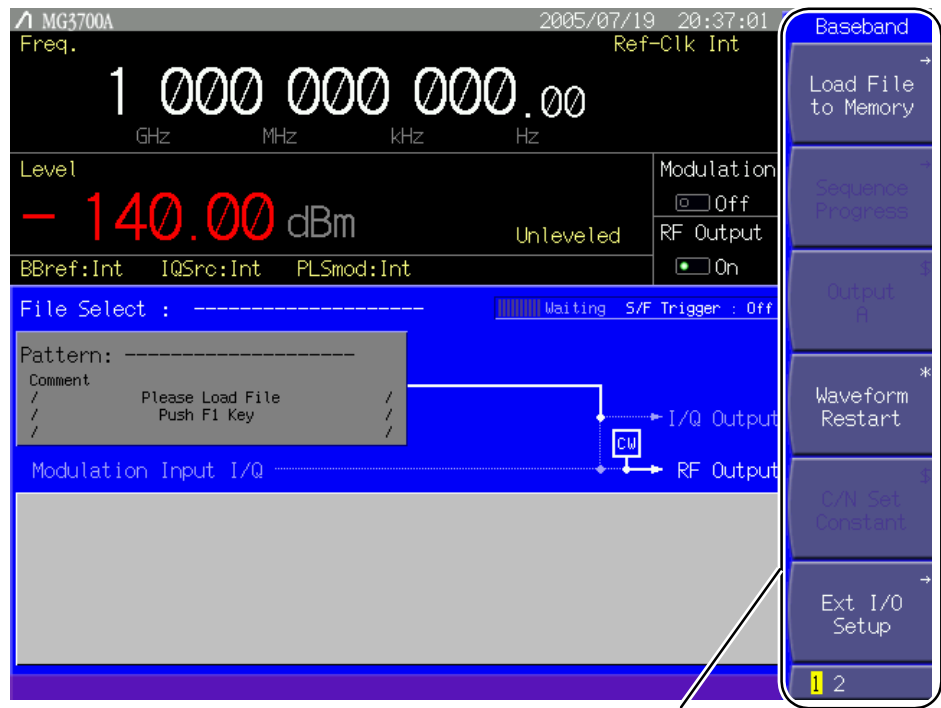 MG3700A 2005/07/19 20:37:01
Freq. Ref-Clk Int
1 000 000 000.00
GHz MHz kHz Hz
Level
- 140.00 dBm
Unleveled
Modulation
Off
RF Output
On
BBref:Int IQSrc:Int PLSmod:Int
File Select : --------------------
Waiting S/F Trigger : Off
Pattern: --------------------
Comment
/ Please Load File /
/ Push F1 Key /
/ /
I/Q Output
CW
Modulation Input I/Q
RF Output
Baseband
→
Load File
to Memory
→
Sequence
Progress
$
Output
A
*
Waveform
Restart
$
C/N Set
Constant
→
Ext I/O
Setup
1 2